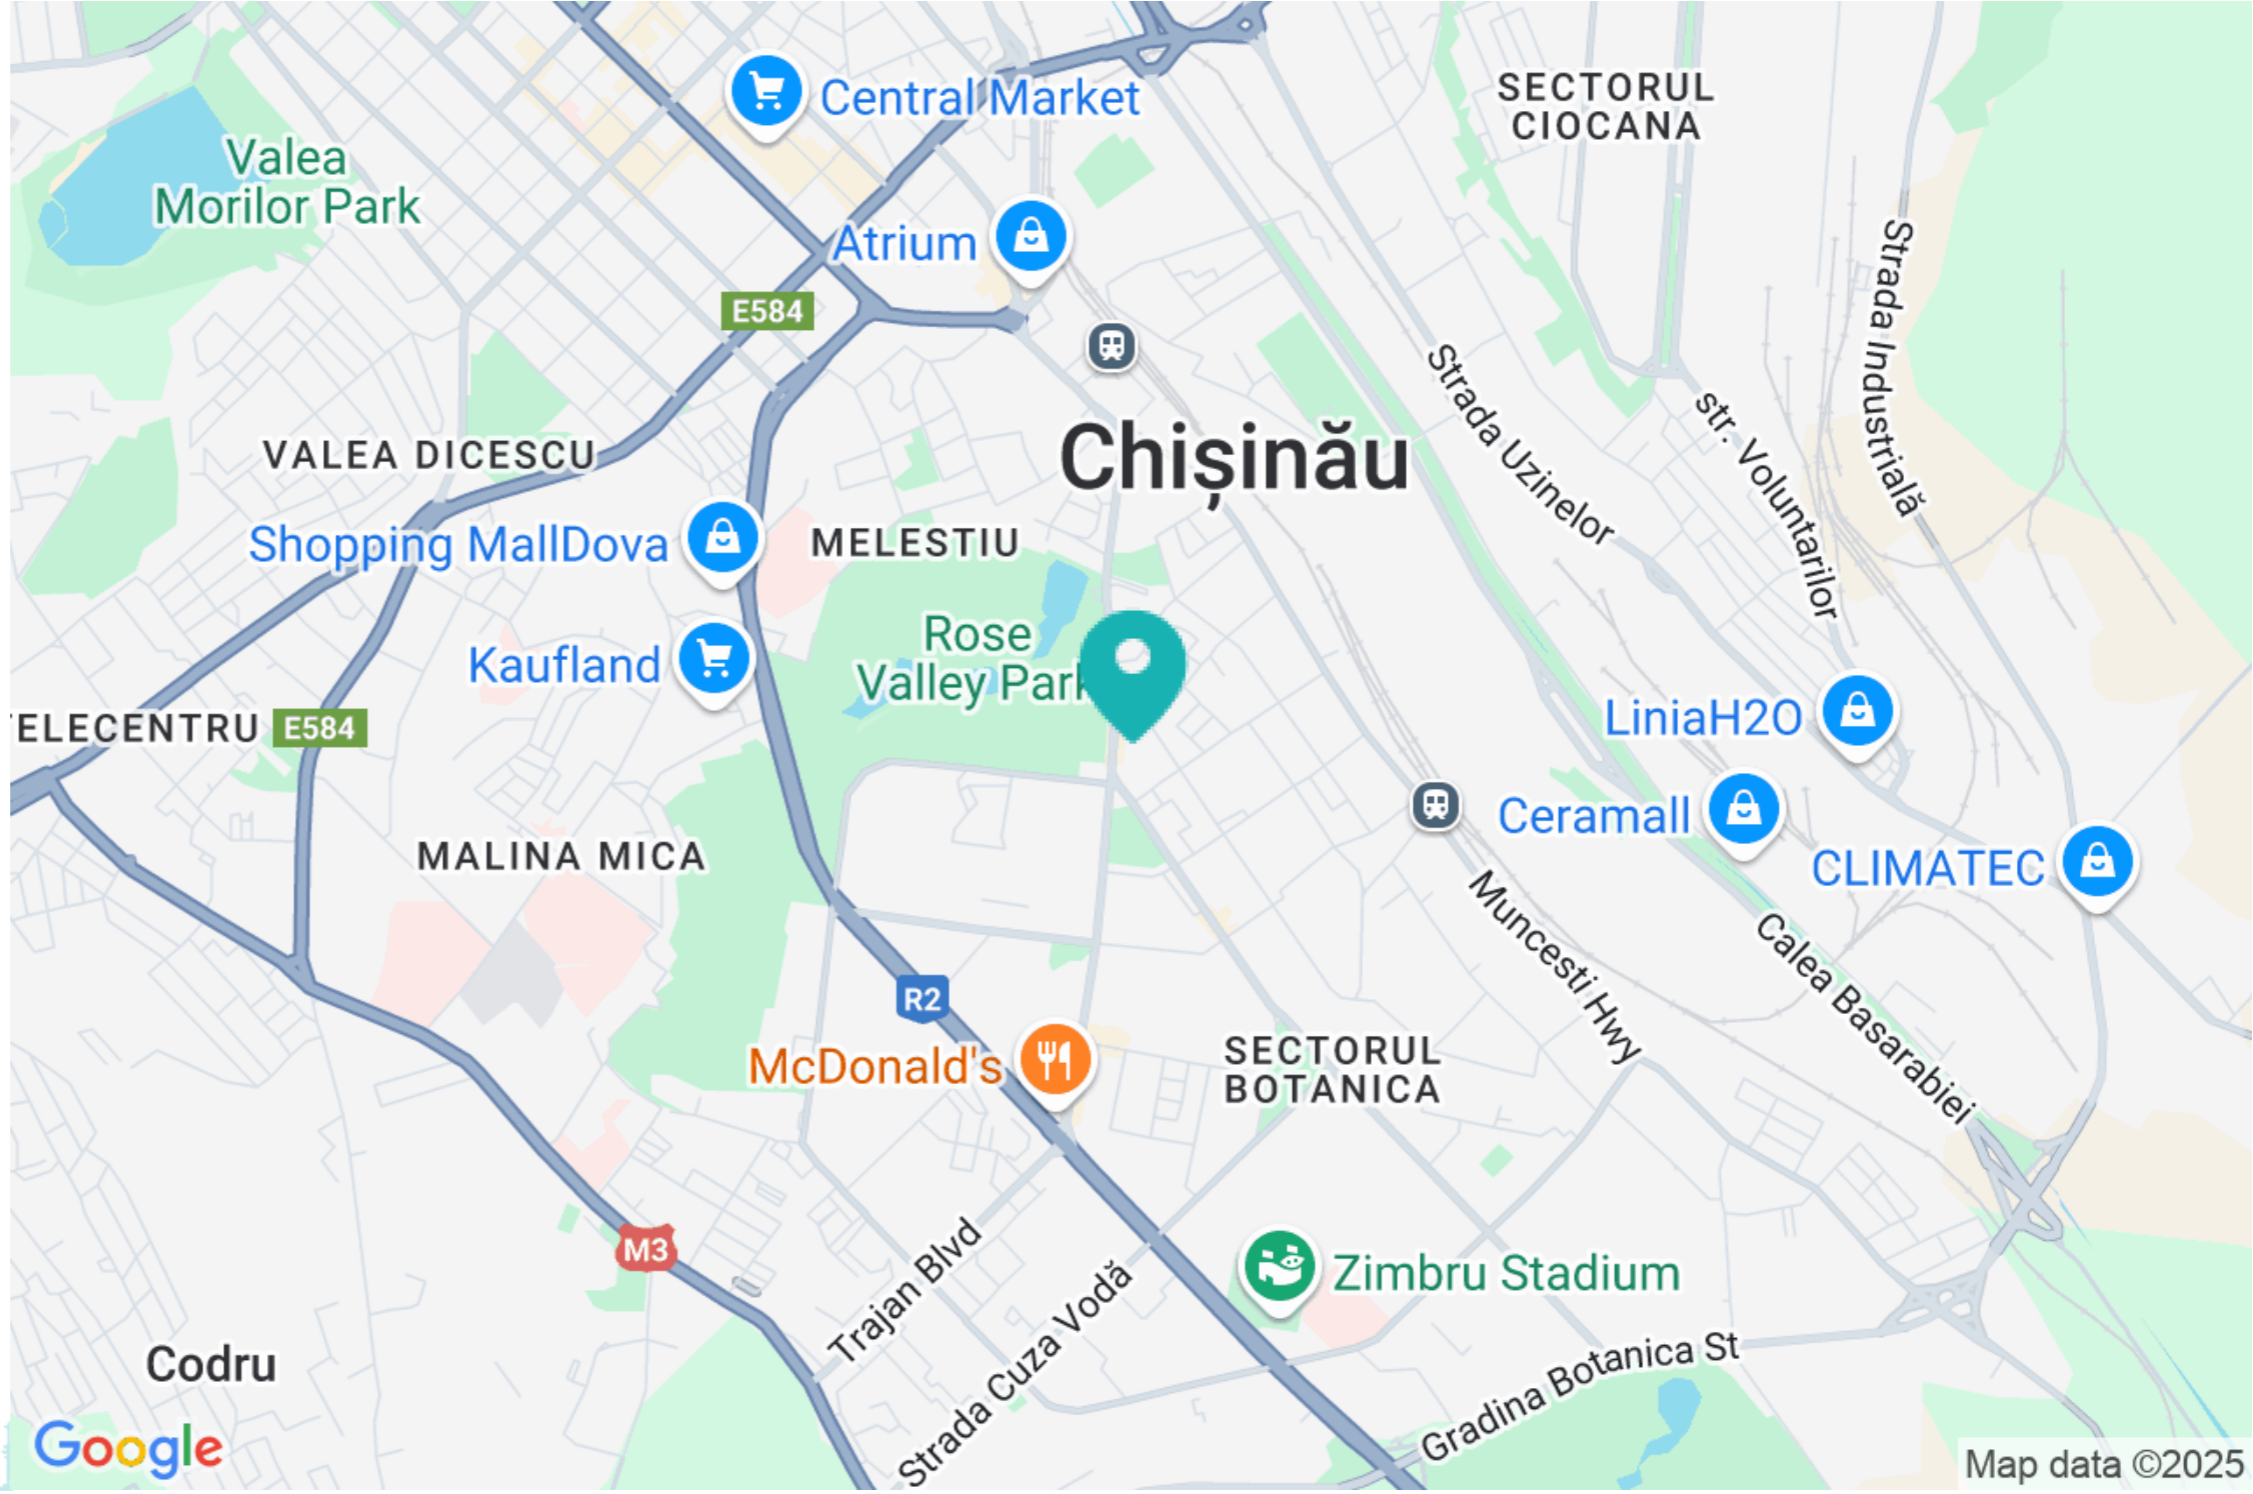 Central Market
SECTORUL
CIOCANA
Valea
Morilor Park
Atrium
Strada Industrială
E584
Strada Uzinelor
str. Voluntarilor
VALEA DICESCU
Chișinău
Shopping MallDova
MELESTIU
Rose
Valley Park
Kaufland
ELECENTRU
E584
LiniaH2O
Ceramall
CLIMATEC
MALINA MICA
Muncesti Hwy
Calea Basarabiei
R2
McDonald's
SECTORUL
BOTANICA
M3
Trajan Blvd
Strada Cuza Vodă
Zimbru Stadium
Gradina Botanica St
Codru
Google
Map data ©2025